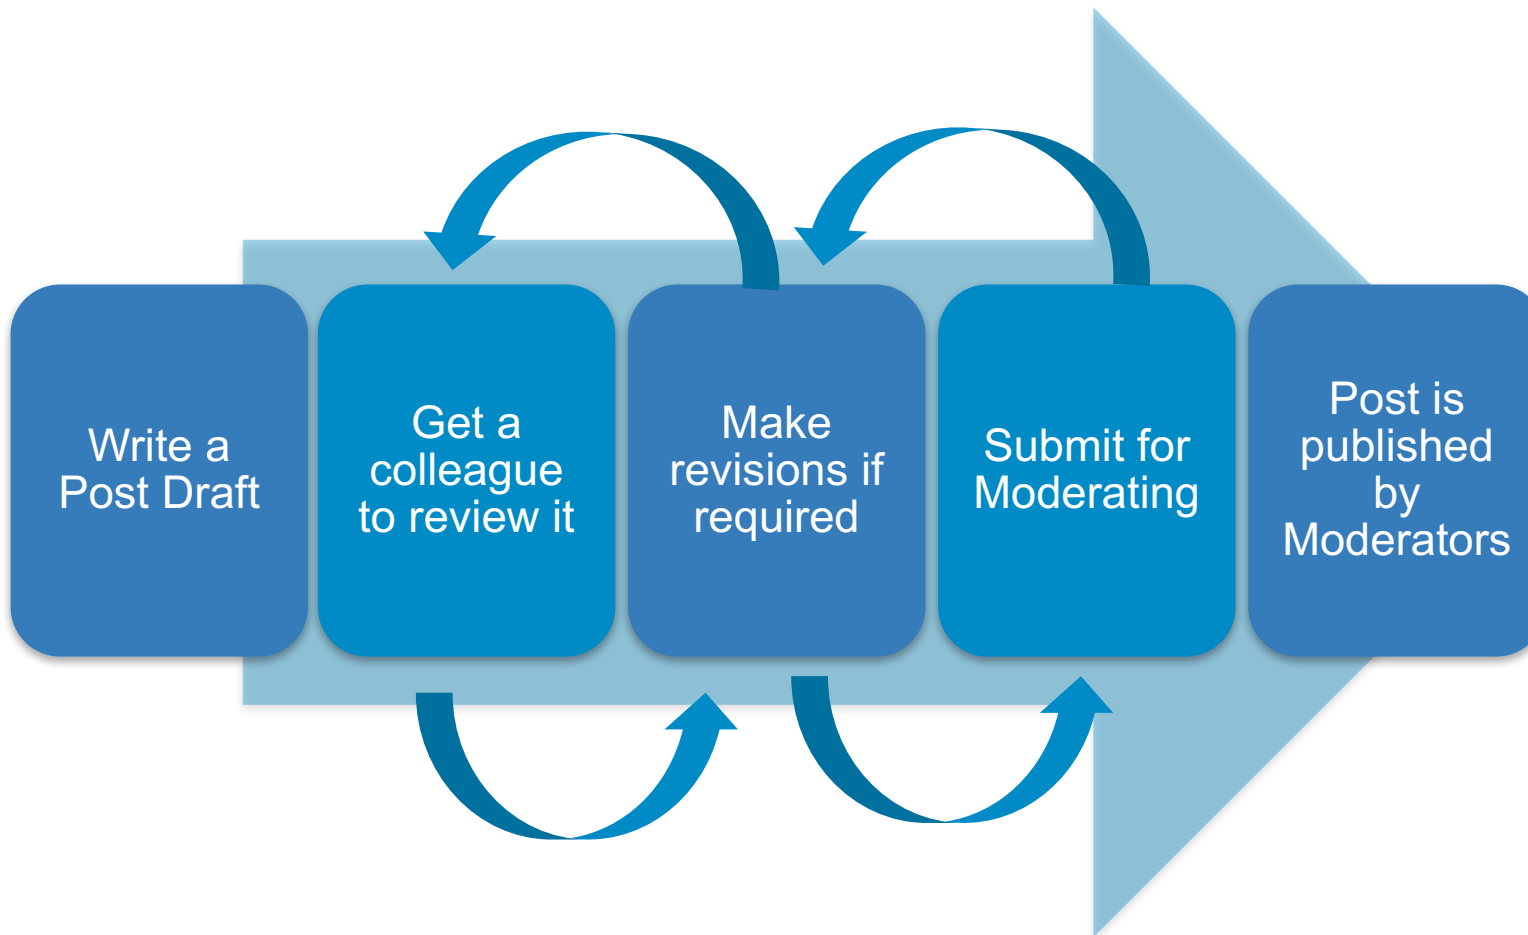 Write a
Post Draft
Get a
colleague
to review it
Make
revisions if
required
Submit for
Moderating
Post is
published
by
Moderators